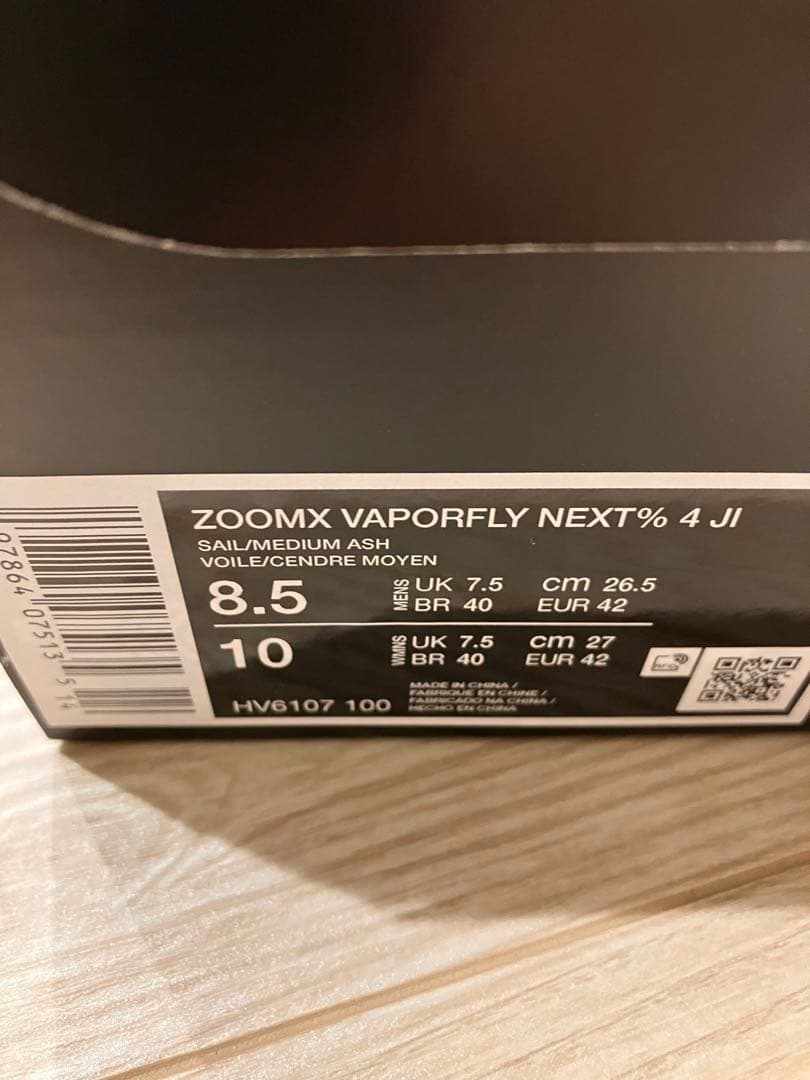 ZOOMX VAPORFLY NEXT% 4 JI
SAIL/MEDIUM ASH
VOILE/CENDRE MOYEN
8.5 MENS UK 7.5 cm 26.5
BR 40 EUR 42
10 WMNS UK 7.5 cm 27
BR 40 EUR 42
HV6107 100
MADE IN CHINA /
FABRIQUE EN CHINE /
FABRICADO NA CHINA /
HECHO EN CHINA